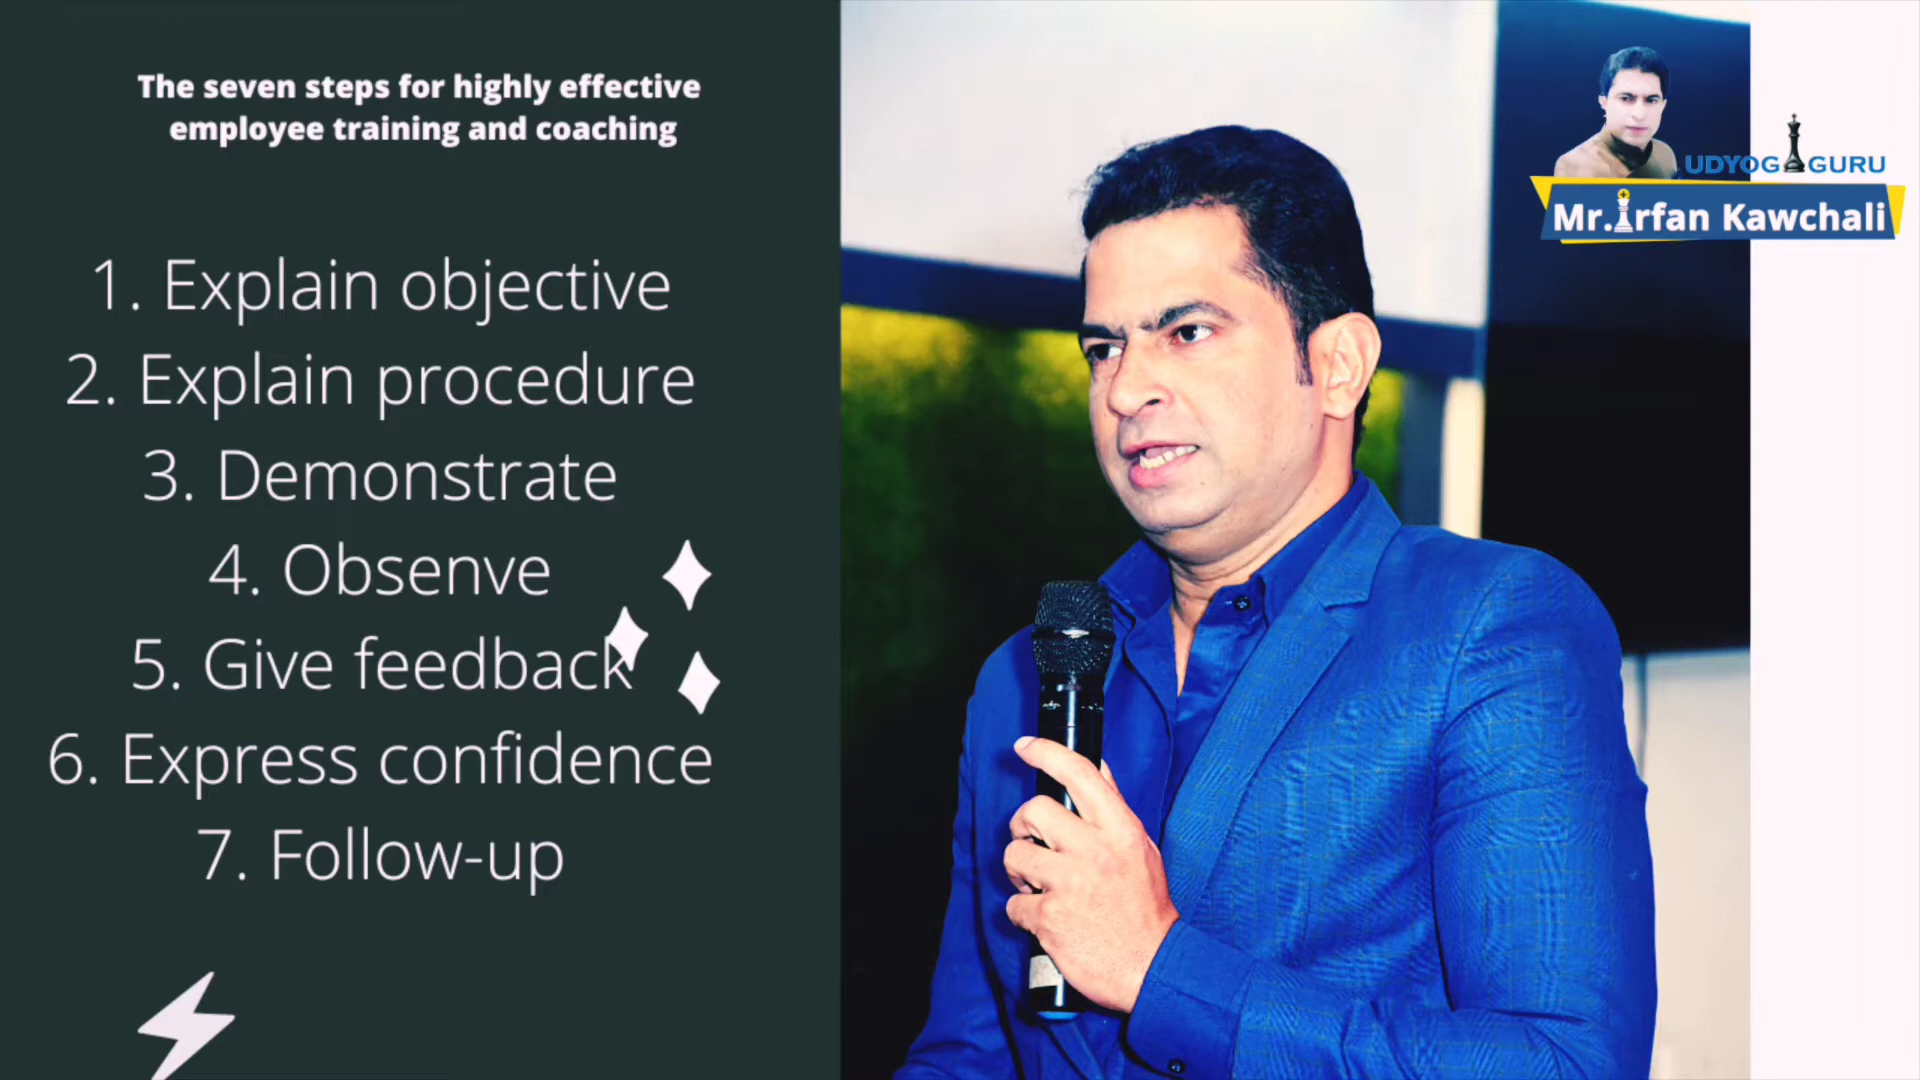 The seven steps for highly effective
employee training and coaching
1. Explain objective
2. Explain procedure
3. Demonstrate
4. Obsenve
5. Give feedback
6. Express confidence
7. Follow-up
UDYOG GURU
Mr.irfan Kawchali